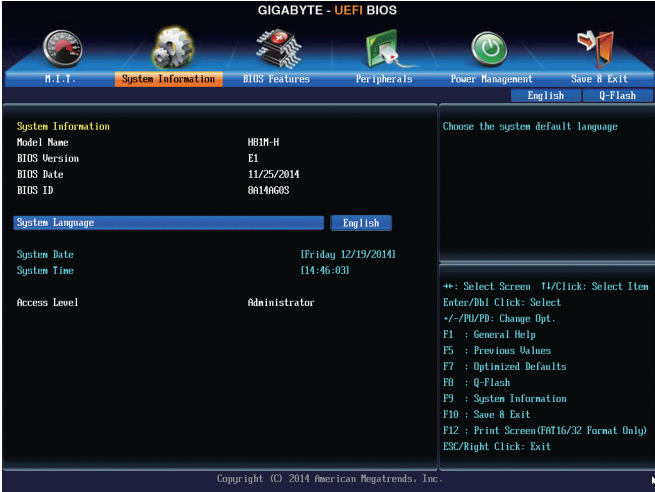 GIGABYTE - UEFI BIOS
M.I.T.
System Information
BIOS Features
Peripherals
Power Management
Save & Exit
English
Q-Flash
System Information
Model Name H81M-H
BIOS Version E1
BIOS Date 11/25/2014
BIOS ID 8A14AG0S
System Language English
System Date [Friday 12/19/2014]
System Time [14:46:03]
Access Level Administrator
Choose the system default language
→←: Select Screen ↑↓/Click: Select Item
Enter/Dbl Click: Select
+/-/PU/PD: Change Opt.
F1 : General Help
F5 : Previous Values
F7 : Optimized Defaults
F8 : Q-Flash
F9 : System Information
F10 : Save & Exit
F12 : Print Screen(FAT16/32 Format Only)
ESC/Right Click: Exit
Copyright (C) 2014 American Megatrends, Inc.